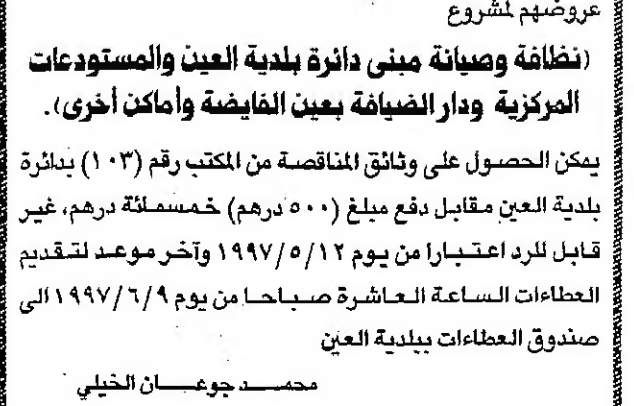 عروضهم لمشروع
(نظافة وصيانة مبنى دائرة بلدية العين والمستودعات
المركزية ودار الضيافة بعين الفايضة وأماكن أخرى).
يمكن الحصول على وثائق المناقصة من المكتب رقم (١٠٣) بدائرة
بلدية العين مقابل دفع مبلغ (٥٠٠ درهم) خمسمائة درهم، غير
قابل للرد اعتبارا من يوم ١٩٩٧/٥/١٢ وآخر موعد لتقديم
العطاءات الساعة العاشرة صباحا من يوم ١٩٩٧/٦/٩ الى
صندوق العطاءات ببلدية العين
محمد جوعان الخيلي